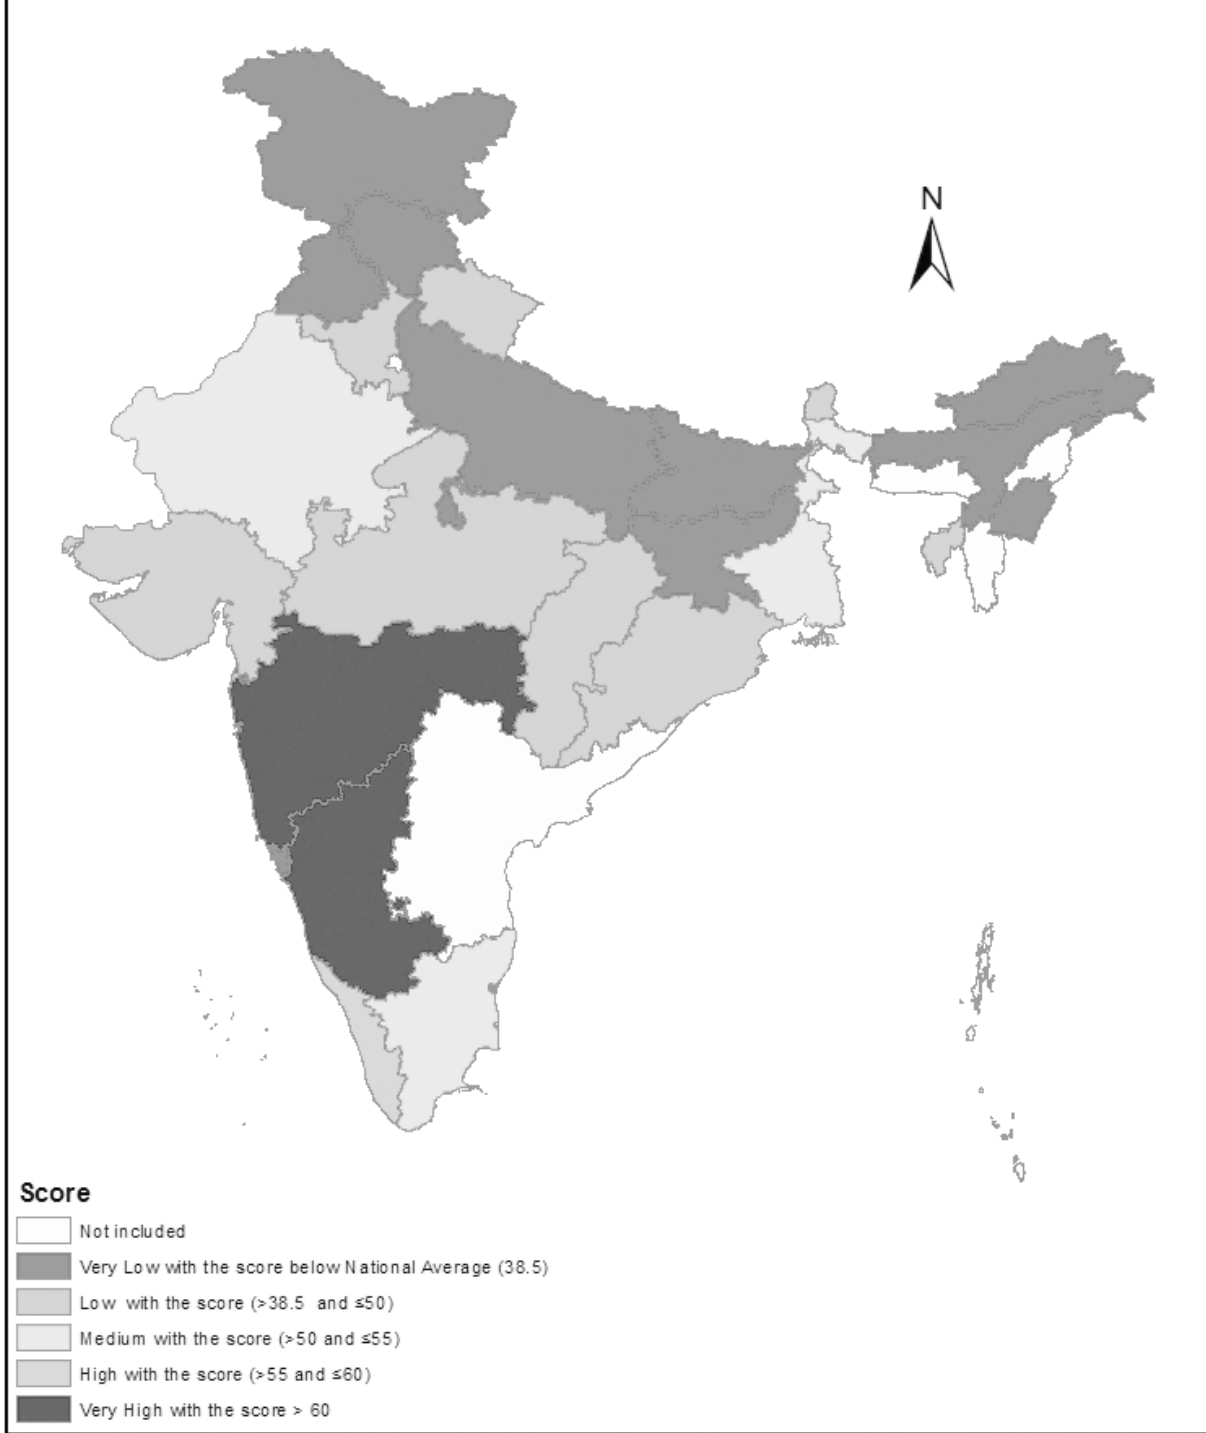 N
Score
Not included
Very Low with the score below National Average (38.5)
Low with the score (>38.5 and ≤50)
Medium with the score (>50 and ≤55)
High with the score (>55 and ≤60)
Very High with the score > 60